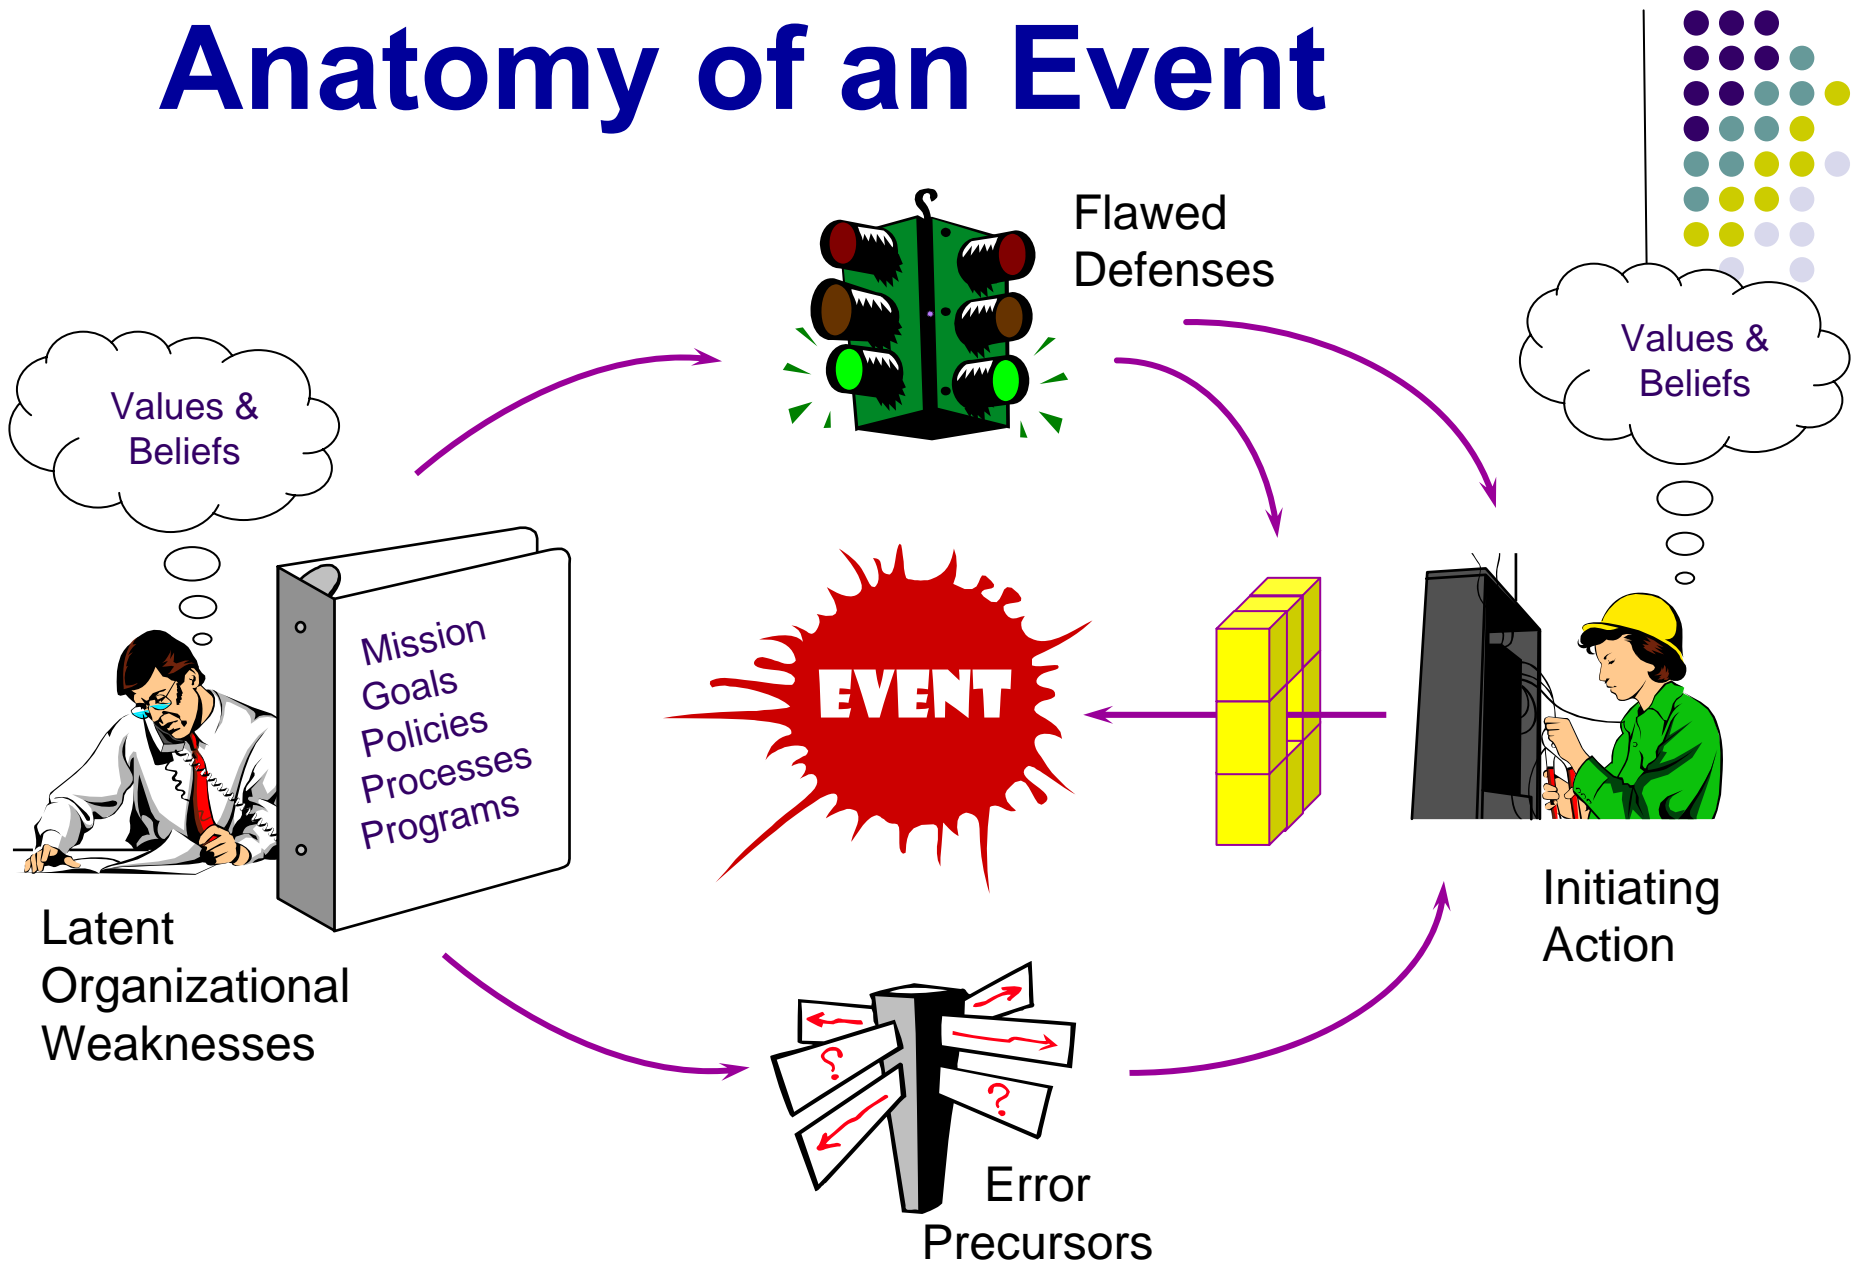 Anatomy of an Event
Flawed
Defenses
Values &
Beliefs
Values &
Beliefs
Mission
Goals
Policies
Processes
Programs
EVENT
Latent
Organizational
Weaknesses
Initiating
Action
?
?
Error
Precursors